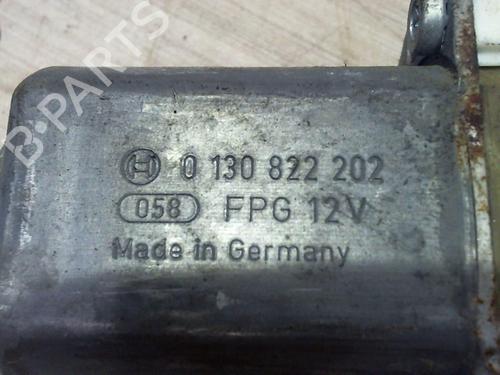 B-PARTS
0 130 822 202
058 FPG 12V
Made in Germany